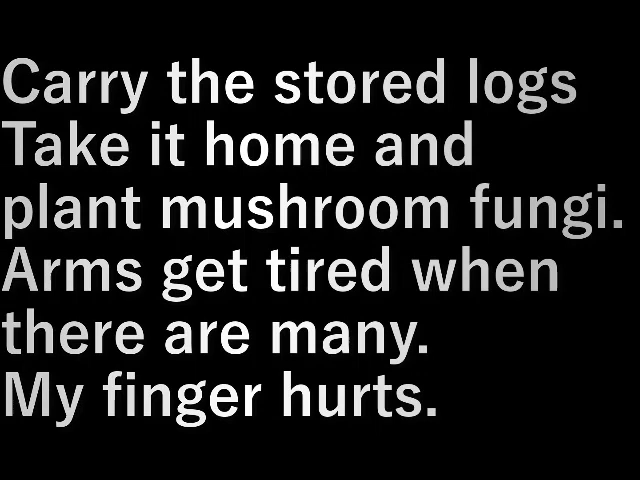 Carry the stored logs
Take it home and
plant mushroom fungi.
Arms get tired when
there are many.
My finger hurts.